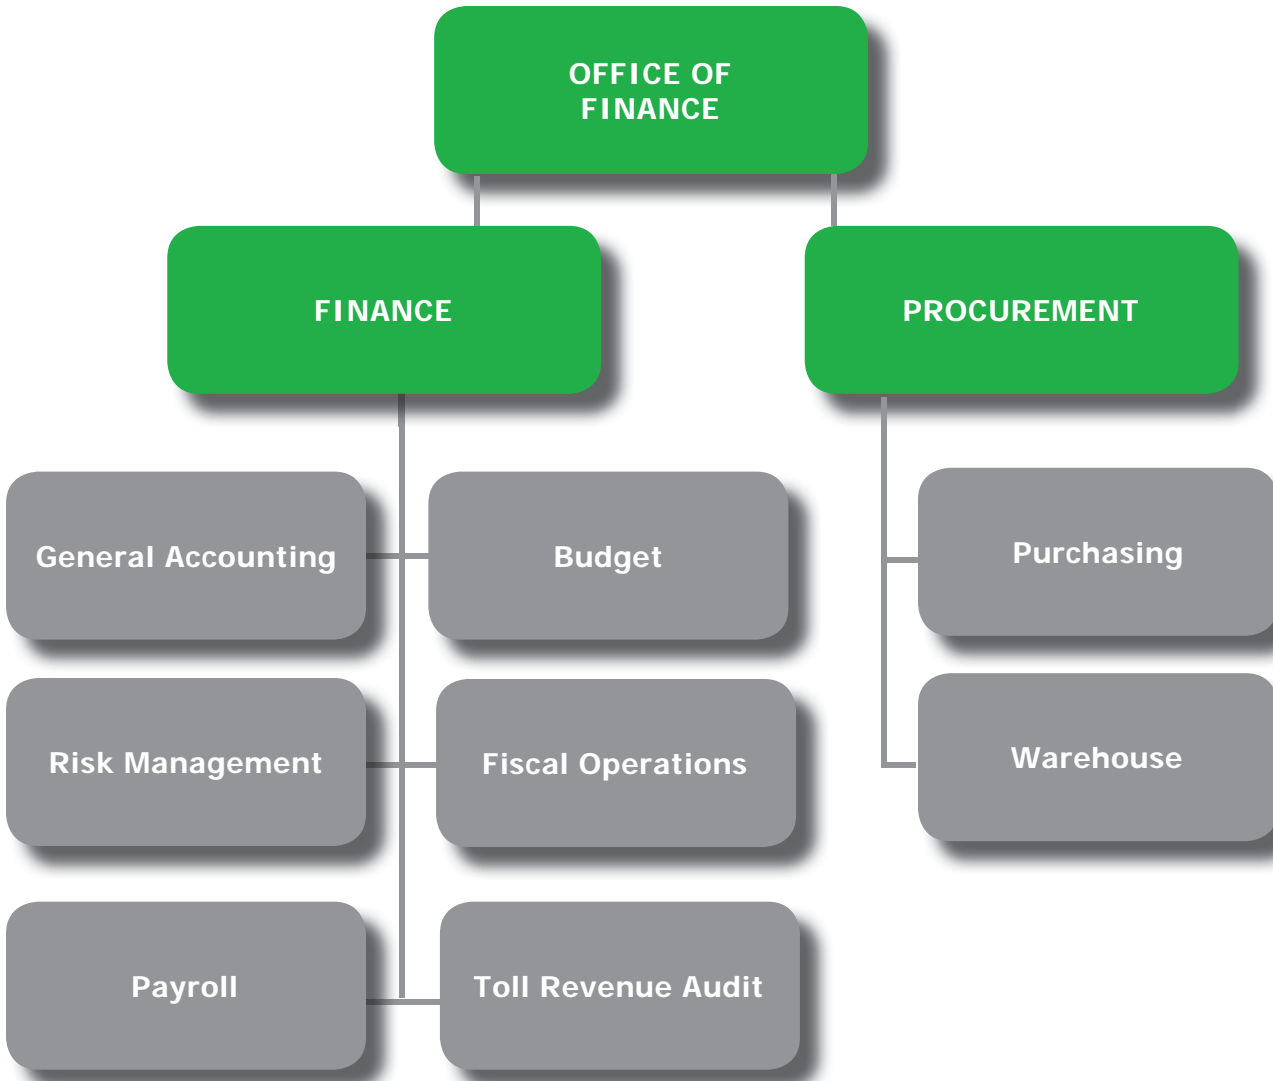 OFFICE OF
FINANCE
FINANCE
PROCUREMENT
General Accounting
Budget
Purchasing
Risk Management
Fiscal Operations
Warehouse
Payroll
Toll Revenue Audit